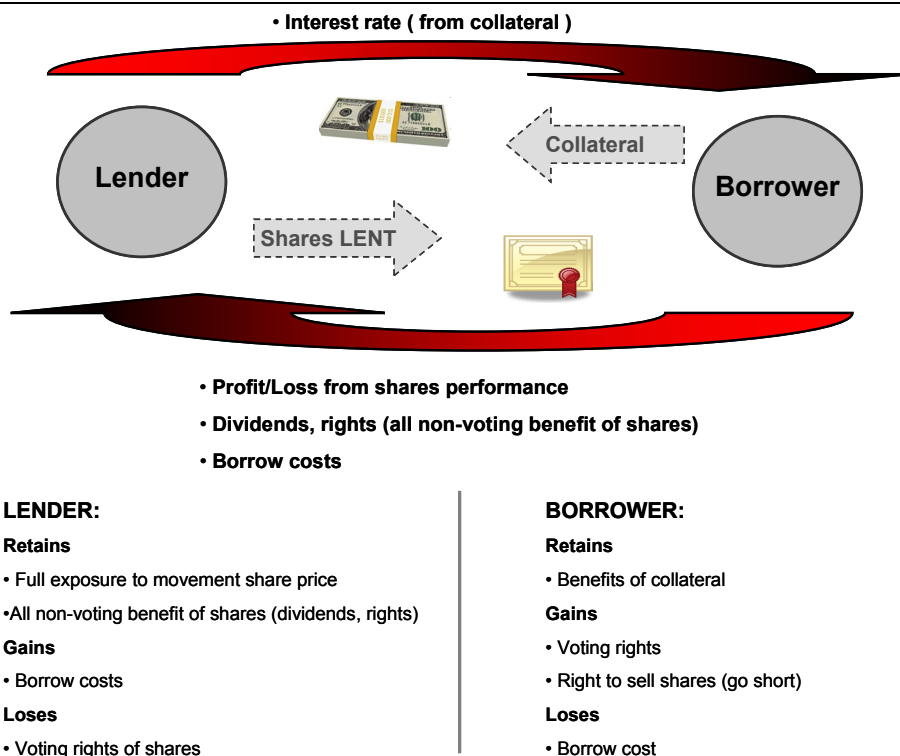 • Interest rate ( from collateral )
Collateral
Lender
Borrower
Shares LENT
• Profit/Loss from shares performance
• Dividends, rights (all non-voting benefit of shares)
• Borrow costs
LENDER:
Retains
• Full exposure to movement share price
•All non-voting benefit of shares (dividends, rights)
Gains
• Borrow costs
Loses
• Voting rights of shares
BORROWER:
Retains
• Benefits of collateral
Gains
• Voting rights
• Right to sell shares (go short)
Loses
• Borrow cost